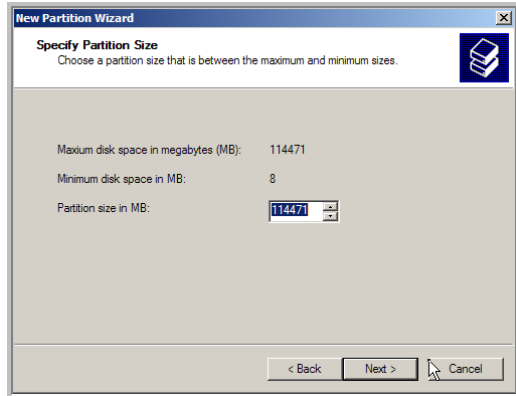 New Partition Wizard
Specify Partition Size
Choose a partition size that is between the maximum and minimum sizes.
Maxium disk space in megabytes (MB): 114471
Minimum disk space in MB: 8
Partition size in MB: 114471
< Back Next > Cancel